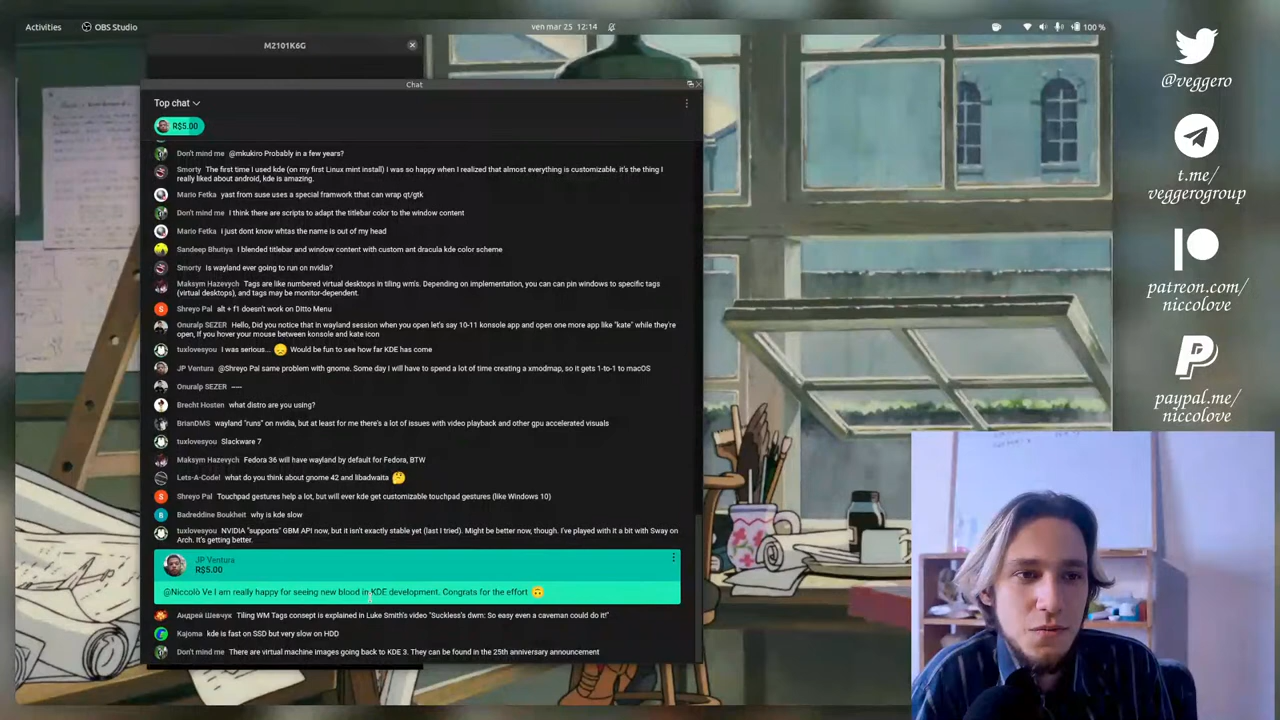 Activities
OBS Studio
ven mar 25 12:14
100 %
M2101K6G
Chat
Top chat
R$5.00
Don't mind me @mkukiro Probably in a few years?
Smorty The first time I used kde (on my first Linux mint install) I was so happy when I realized that almost everything is customizable. it's the thing I
really liked about android, kde is amazing.
Mario Fetka yast from suse uses a special framwork that can wrap qt/gtk
Don't mind me I think there are scripts to adapt the titlebar color to the window content
Mario Fetka i just dont know whtas the name is out of my head
Sandeep Bhutiya I blended titlebar and window content with custom ant dracula kde color scheme
Smorty Is wayland ever going to run on nvidia?
Maksym Hazevych Tags are like numbered virtual desktops in tiling wm's. Depending on implementation, you can can pin windows to specific tags
(virtual desktops), and tags may be monitor-dependent.
S Shreyo Pal alt + f1 doesn't work on Ditto Menu
Onuralp SEZER Hello, Did you notice that in wayland session when you open let's say 10-11 konsole app and open one more app like "kate" while they're
open, If you hover your mouse between konsole and kate icon
tuxlovesyou I was serious... 😞 Would be fun to see how far KDE has come
JP Ventura @Shreyo Pal same problem with gnome. Some day I will have to spend a lot of time creating a xmodmap, so it gets 1-to-1 to macOS
Onuralp SEZER ----
Brecht Hosten what distro are you using?
BrianDMS wayland "runs" on nvidia, but at least for me there's a lot of issues with video playback and other gpu accelerated visuals
tuxlovesyou Slackware 7
Maksym Hazevych Fedora 36 will have wayland by default for Fedora, BTW
Lets-A-Code! what do you think about gnome 42 and libadwaita 🤔
S Shreyo Pal Touchpad gestures help a lot, but will ever kde get customizable touchpad gestures (like Windows 10)
B Badreddine Boukheit why is kde slow
tuxlovesyou NVIDIA "supports" GBM API now, but it isn't exactly stable yet (last I tried). Might be better now, though. I've played with it a bit with Sway on
Arch. It's getting better.
JP Ventura
R$5.00
@Niccolò Ve I am really happy for seeing new blood in KDE development. Congrats for the effort 🙃
Андрей Шевчук Tiling WM Tags concept is explained in Luke Smith's video "Suckless's dwm: So easy even a caveman could do it!"
Kajoma kde is fast on SSD but very slow on HDD
Don't mind me There are virtual machine images going back to KDE 3. They can be found in the 25th anniversary announcement
@veggero
t.me/
veggerogroup
patreon.com/
niccolove
paypal.me/
niccolove